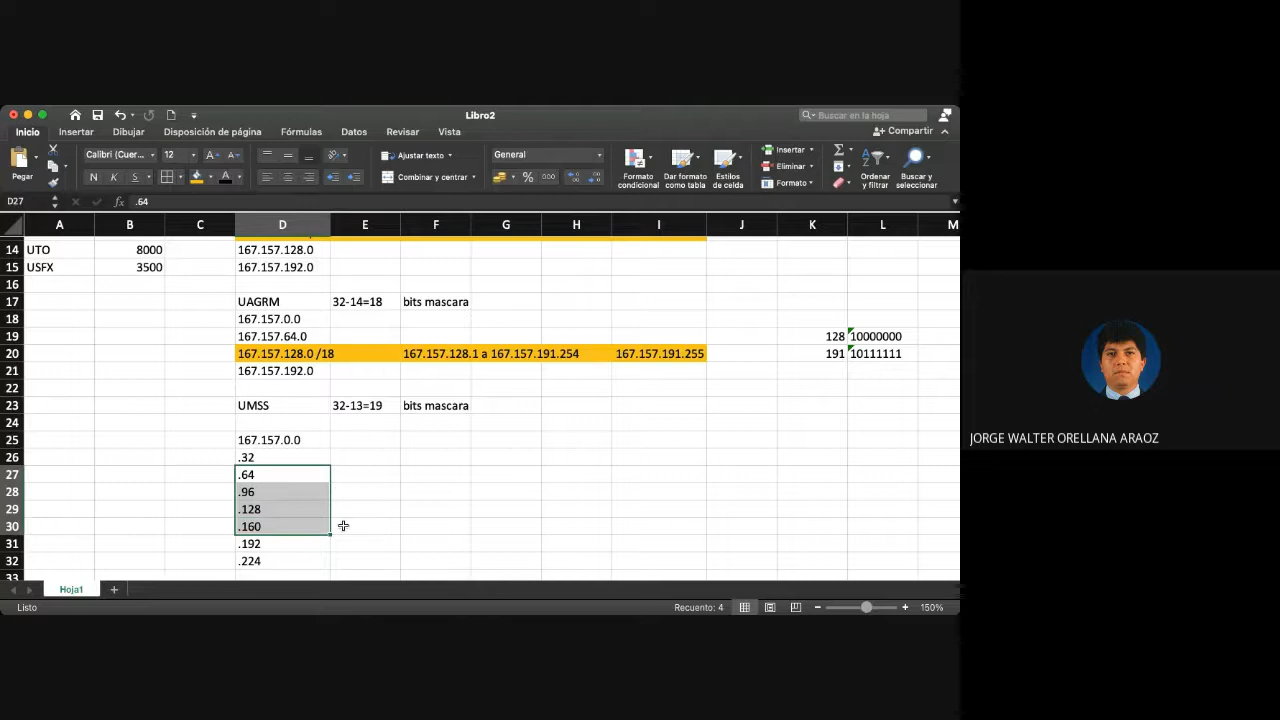 Libro2
Buscar en la hoja
Inicio Insertar Dibujar Disposición de página Fórmulas Datos Revisar Vista Compartir
Pegar
Calibri (Cuer... 12 A A
N K S A
Ajustar texto
Combinar y centrar
General
% 000
Formato condicional
Dar formato como tabla
Estilos de celda
Insertar
Eliminar
Formato
Ordenar y filtrar
Buscar y seleccionar
D27 fx .64
A B C D E F G H I J K L M
14 UTO 8000 167.157.128.0
15 USFX 3500 167.157.192.0
16
17 UAGRM 32-14=18 bits mascara
18 167.157.0.0
19 167.157.64.0 128 10000000
20 167.157.128.0 /18 167.157.128.1 a 167.157.191.254 167.157.191.255 191 10111111
21 167.157.192.0
22
23 UMSS 32-13=19 bits mascara
24
25 167.157.0.0
26 .32
27 .64
28 .96
29 .128
30 .160
31 .192
32 .224
33
Hoja1
Listo Recuento: 4 150%
JORGE WALTER ORELLANA ARAOZ